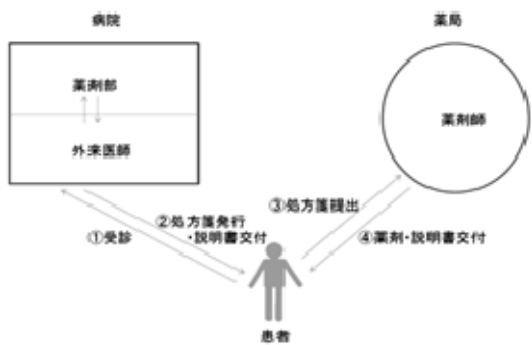 病院
薬局
薬剤部
外来医師
薬剤師
③処方箋提出
②処方箋発行
・説明書交付
①受診
④薬剤・説明書交付
患者